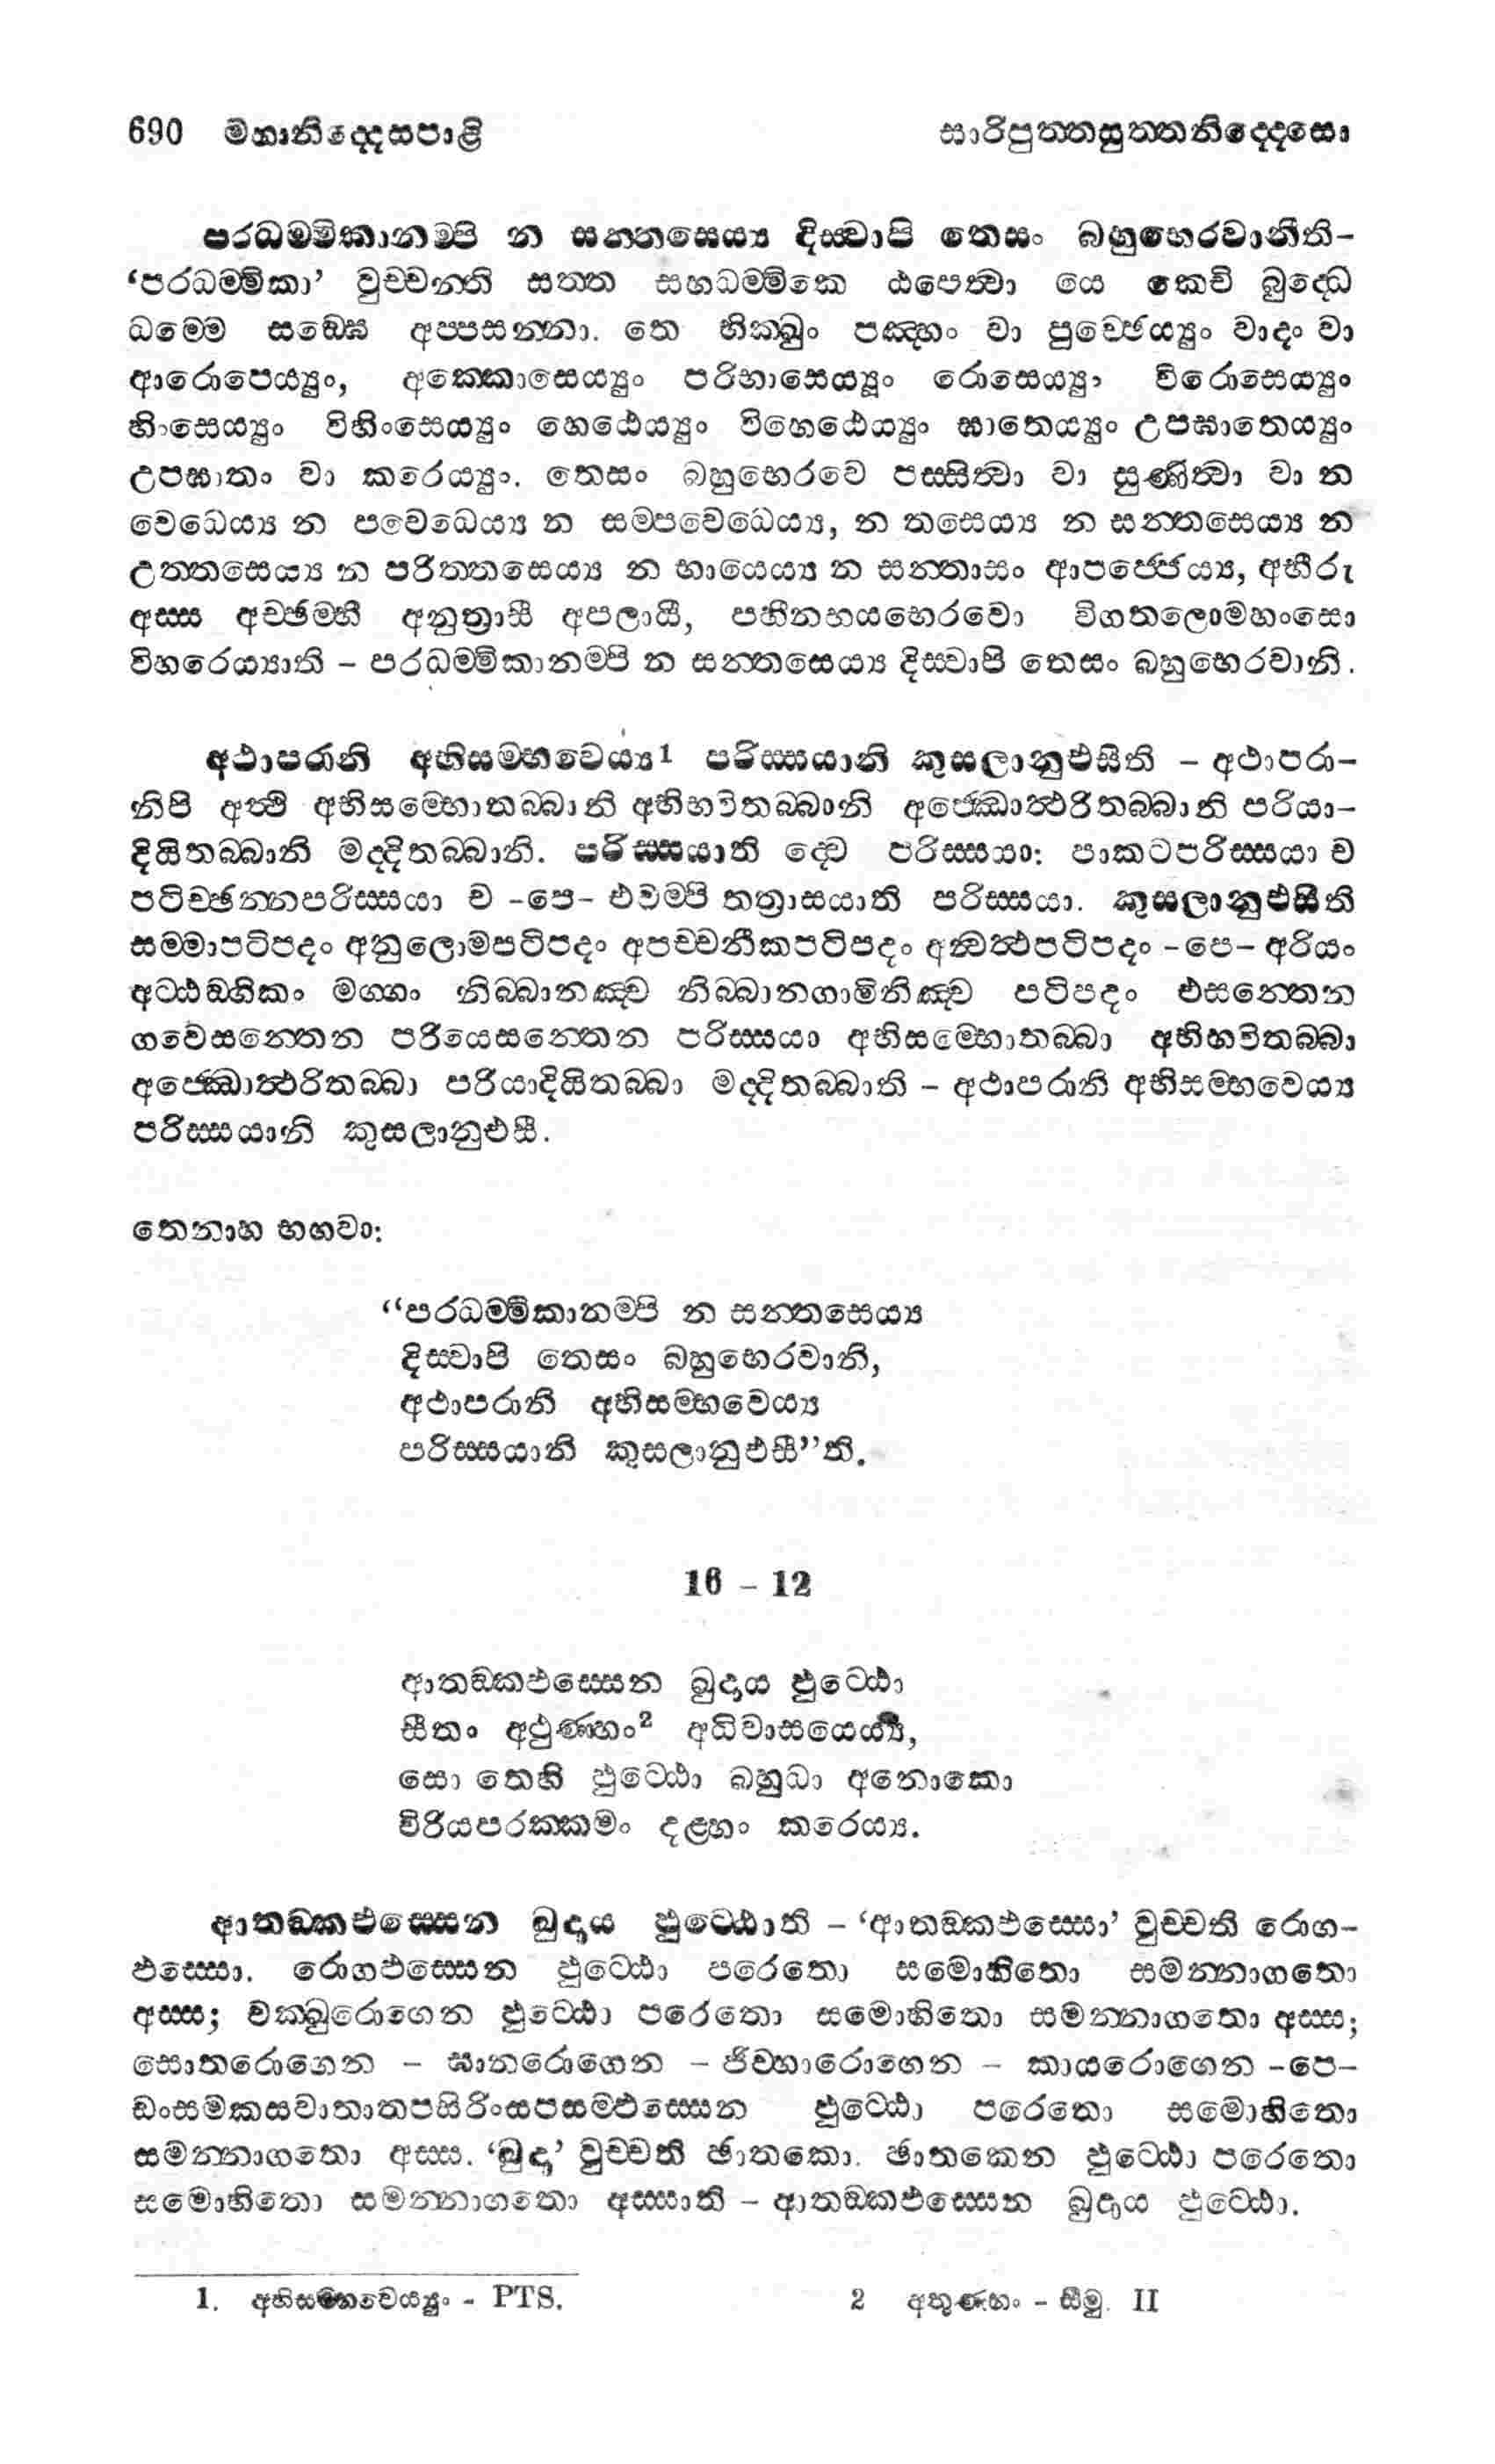 690 මහානිද්දෙසපාළි සාරිපුත්තසුත්තනිද්දෙසො
පරධම්මිකානම්පි න සන්තසෙය්‍ය දිස්වාපි තෙසං බහුභෙරවානීති–
‘පරධම්මිකා’ වුච්චන්ති සත්ත සහධම්මිකෙ ඨපෙත්වා යෙ කෙචි බුද්ධෙ
ධම්මෙ සඞ්ඝෙ අප්පසන්නා. තෙ භික්ඛුං පඤ්හං වා පුච්ඡෙය්‍යුං වාදං වා
ආරොපෙය්‍යුං, අක්කොසෙය්‍යුං පරිභාසෙය්‍යුං රොසෙය්‍යුං විරොසෙය්‍යුං
හිංසෙය්‍යුං විහිංසෙය්‍යුං හෙඨෙය්‍යුං විහෙඨෙය්‍යුං ඝාතෙය්‍යුං උපඝාතෙය්‍යුං
උපඝාතං වා කරෙය්‍යුං. තෙසං බහුභෙරවෙ පස්සිත්වා වා සුණිත්වා වා න
වෙධෙය්‍ය න පවෙධෙය්‍ය න සම්පවෙධෙය්‍ය, න තසෙය්‍ය න සන්තසෙය්‍ය න
උත්තසෙය්‍ය න පරිත්තසෙය්‍ය න භායෙය්‍ය න සන්තාසං ආපජ්ජෙය්‍ය, අභීරු
අස්ස අච්ඡම්භී අනුත්‍රාසී අපලායී, පහීනභයභෙරවො විගතලොමහංසො
විහරෙය්‍යාති – පරධම්මිකානම්පි න සන්තසෙය්‍ය දිස්වාපි තෙසං බහුභෙරවානි.
අථාපරානි අභිසම්භවෙය්‍ය1 පරිස්සයානි කුසලානුඑසීති – අථාපරා–
නිපි අත්ථි අභිසම්භොතබ්බානි අභිභවිතබ්බානි අජ්ඣොත්ථරිතබ්බානි පරියා–
දියිතබ්බානි මද්දිතබ්බානි. පරිස්සයාති ද්වෙ පරිස්සයා: පාකටපරිස්සයා ච
පටිච්ඡන්නපරිස්සයා ච –පෙ– එවම්පි තත්‍රාසයාති පරිස්සයා. කුසලානුඑසීති
සම්මාපටිපදං අනුලොමපටිපදං අපච්චනීකපටිපදං අන්වත්ථපටිපදං –පෙ– අරියං
අට්ඨඞ්ගිකං මග්ගං නිබ්බානඤ්ච නිබ්බානගාමිනිඤ්ච පටිපදං එසන්තෙන
ගවෙසන්තෙන පරියෙසන්තෙන පරිස්සයා අභිසම්භොතබ්බා අභිභවිතබ්බා
අජ්ඣොත්ථරිතබ්බා පරියාදියිතබ්බා මද්දිතබ්බාති – අථාපරානි අභිසම්භවෙය්‍ය
පරිස්සයානි කුසලානුඑසී.
තෙනාහ භගවා:
“පරධම්මිකානම්පි න සන්තසෙය්‍ය
දිස්වාපි තෙසං බහුභෙරවානි,
අථාපරානි අභිසම්භවෙය්‍ය
පරිස්සයානි කුසලානුඑසී”ති.
16 – 12
ආතඞ්කඵස්සෙන ඛුදාය ඵුට්ඨො
සීතං අථුණ්හං2 අධිවාසයෙය්‍ය,
සො තෙහි ඵුට්ඨො බහුධා අනොකො
විරියපරක්කමං දළ්හං කරෙය්‍ය.
ආතඞ්කඵස්සෙන ඛුදාය ඵුට්ඨොති – ‘ආතඞ්කඵස්සො’ වුච්චති රොග–
ඵස්සො. රොගඵස්සෙන ඵුට්ඨො පරෙතො සමොහිතො සමන්නාගතො
අස්ස; චක්ඛුරොගෙන ඵුට්ඨො පරෙතො සමොහිතො සමන්නාගතො අස්ස;
සොතරොගෙන – ඝානරොගෙන – ජිව්හාරොගෙන – කායරොගෙන –පෙ–
ඩංසමකසවාතාතපසිරිංසපසම්ඵස්සෙන ඵුට්ඨො පරෙතො සමොහිතො
සමන්නාගතො අස්ස. ‘ඛුදා’ වුච්චති ඡාතකො. ඡාතකෙන ඵුට්ඨො පරෙතො
සමොහිතො සමන්නාගතො අස්සාති – ආතඞ්කඵස්සෙන ඛුදාය ඵුට්ඨො.
1. අභිසම්භවෙය්‍යුං – PTS. 2 අතුණ්හං – සීමු. II